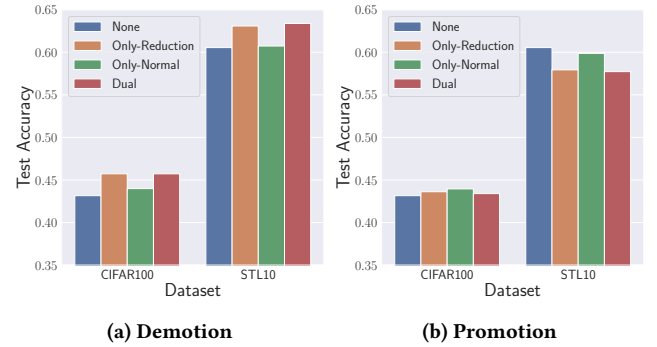 0.65
0.60
0.55
0.50
0.45
0.40
0.35
Test Accuracy
None
Only-Reduction
Only-Normal
Dual
CIFAR100
STL10
Dataset
(a) Demotion
0.65
0.60
0.55
0.50
0.45
0.40
0.35
Test Accuracy
None
Only-Reduction
Only-Normal
Dual
CIFAR100
STL10
Dataset
(b) Promotion